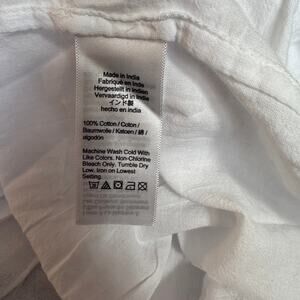 Made in India
Fabriqué en Inde
Hergestellt in Indien
Vervaardigd in India
インド製
hecho en india
100% Cotton / Coton /
Baumwolle / Katoen / 綿 /
algodón
Machine Wash Cold With
Like Colors. Non-Chlorine
Bleach Only. Tumble Dry
Low. Iron on Lowest
Setting.